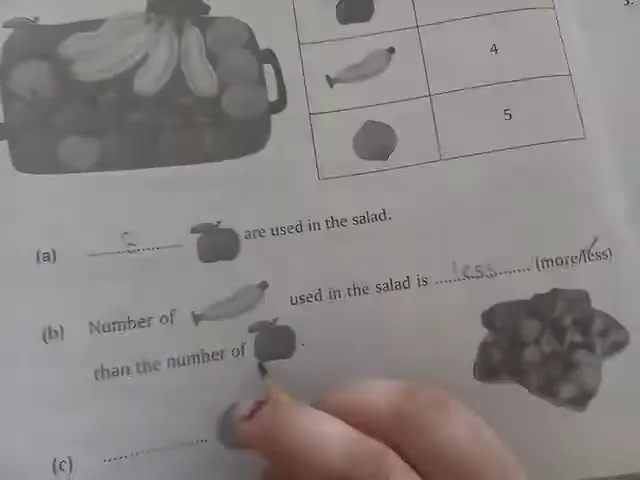 4
5
(a) 6 are used in the salad.
(b) Number of used in the salad is less (more/less)
than the number of .
(c)